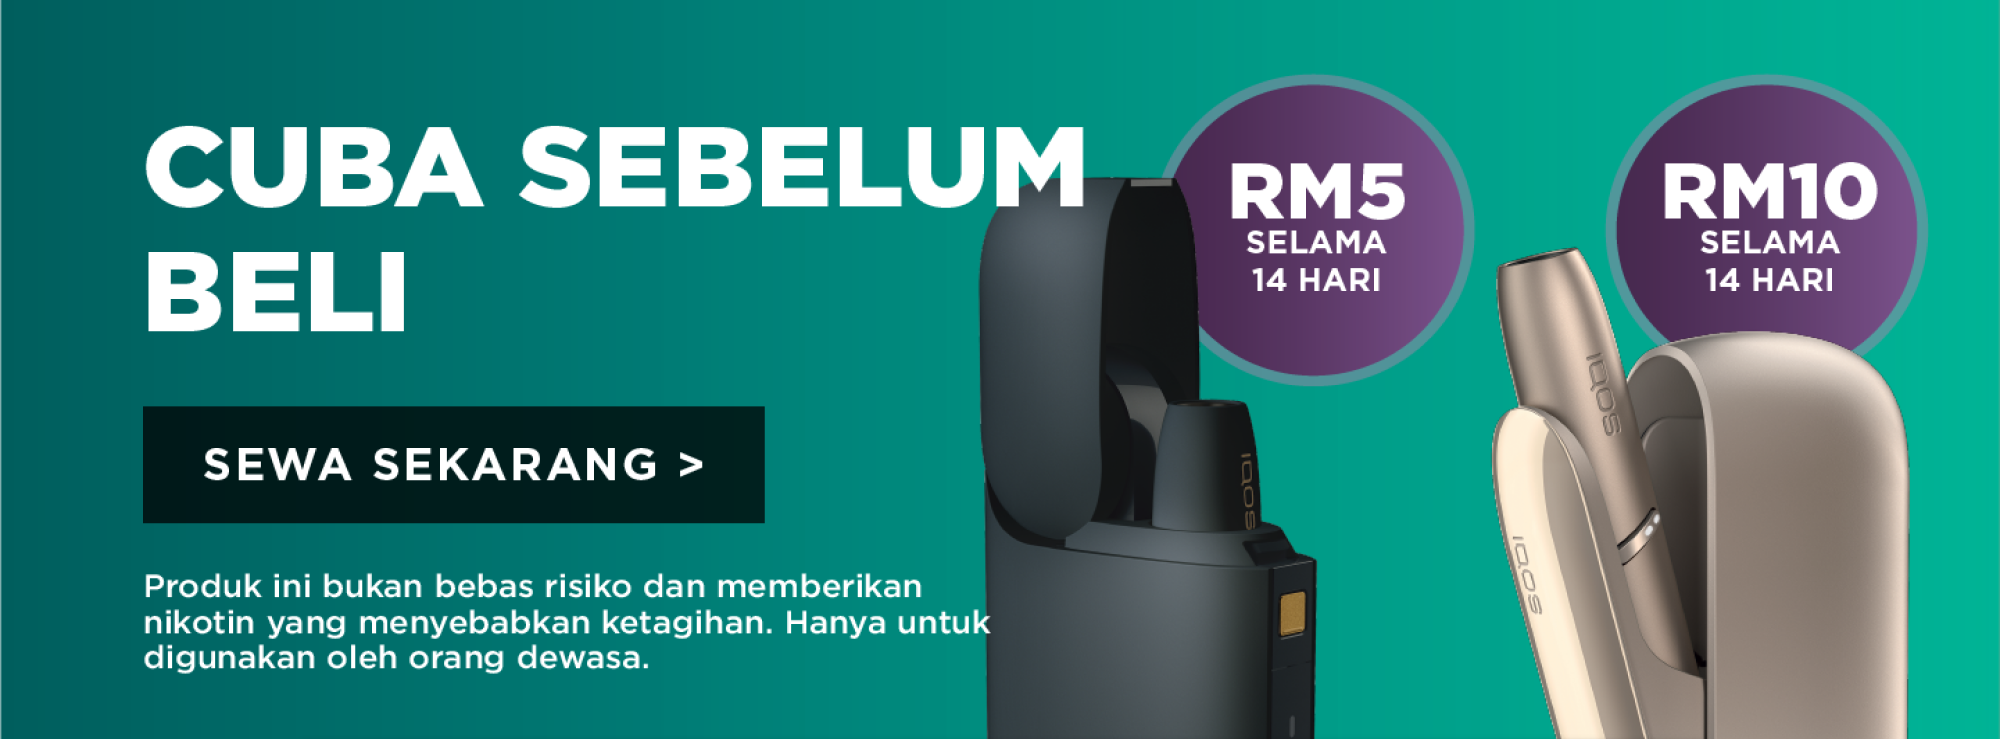 CUBA SEBELUM
BELI
SEWA SEKARANG >
Produk ini bukan bebas risiko dan memberikan
nikotin yang menyebabkan ketagihan. Hanya untuk
digunakan oleh orang dewasa.
RM5
SELAMA
14 HARI
RM10
SELAMA
14 HARI
IQOS
IQOS
IQOS